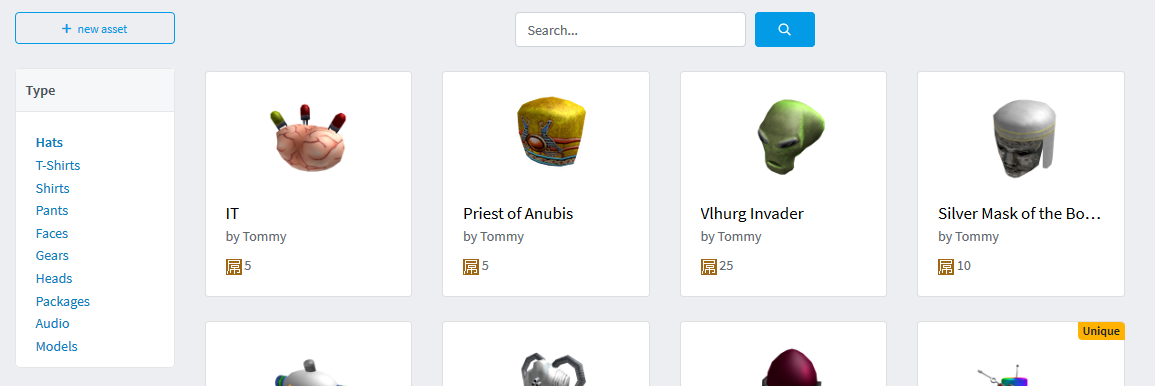 + new asset
Search...
Type
Hats
T-Shirts
Shirts
Pants
Faces
Gears
Heads
Packages
Audio
Models
IT
by Tommy
5
Priest of Anubis
by Tommy
5
Vlhurg Invader
by Tommy
25
Silver Mask of the Bo...
by Tommy
10
Unique